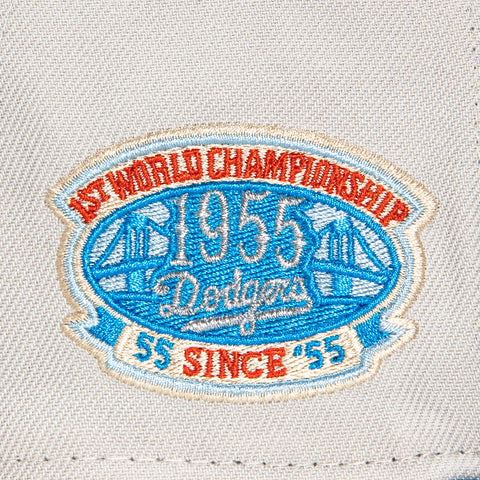 1ST WORLD CHAMPIONSHIP
1955
Dodgers
55 SINCE '55